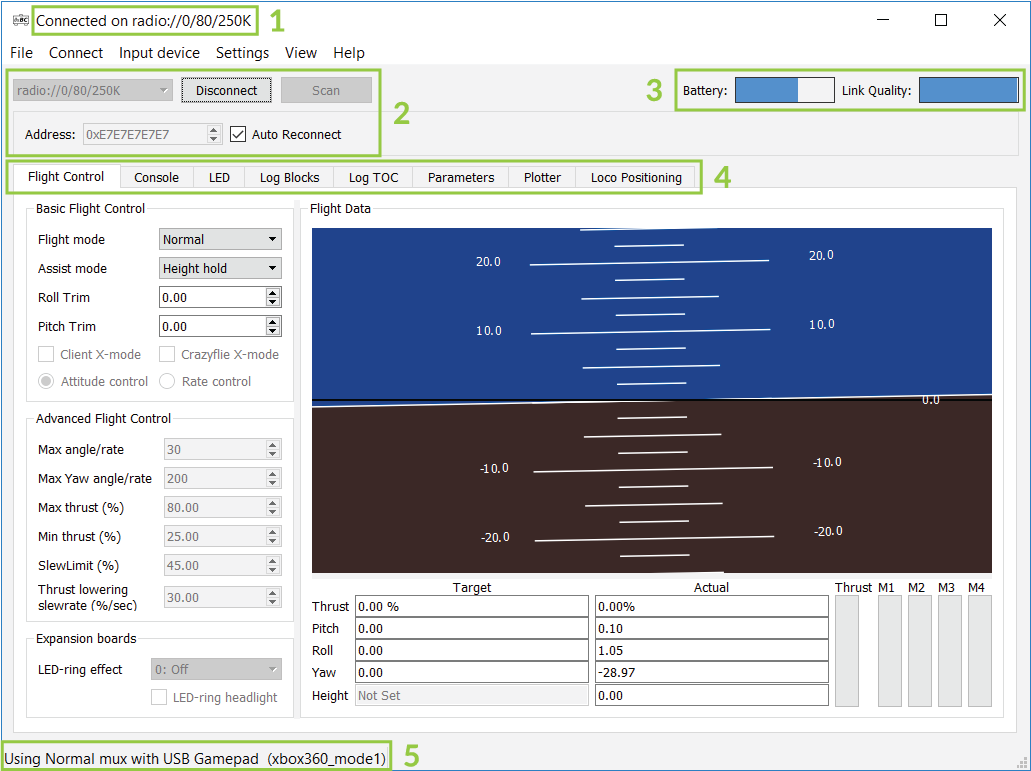 Connected on radio://0/80/250K 1
File Connect Input device Settings View Help
radio://0/80/250K Disconnect Scan 2
Address: 0xE7E7E7E7E7 Auto Reconnect
3 Battery: Link Quality:
Flight Control Console LED Log Blocks Log TOC Parameters Plotter Loco Positioning 4
Basic Flight Control
Flight mode Normal
Assist mode Height hold
Roll Trim 0.00
Pitch Trim 0.00
Client X-mode Crazyflie X-mode
Attitude control Rate control
Advanced Flight Control
Max angle/rate 30
Max Yaw angle/rate 200
Max thrust (%) 80.00
Min thrust (%) 25.00
SlewLimit (%) 45.00
Thrust lowering
slewrate (%/sec) 30.00
Expansion boards
LED-ring effect 0: Off
LED-ring headlight
Flight Data
20.0 20.0
10.0 10.0
0.0
-10.0 -10.0
-20.0 -20.0
Target Actual Thrust M1 M2 M3 M4
Thrust 0.00 % 0.00%
Pitch 0.00 0.10
Roll 0.00 1.05
Yaw 0.00 -28.97
Height Not Set 0.00
Using Normal mux with USB Gamepad (xbox360_mode1) 5